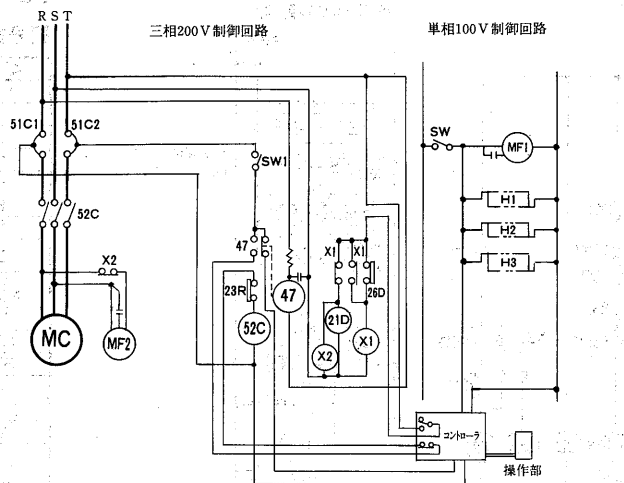 R S T
三相200V制御回路
単相100V制御回路
51C1
51C2
SW
MF1
SW1
H1
52C
H2
47
X1
X1
H3
X2
23R
47
26D
21D
MC
MF2
52C
X2
X1
コントローラ
操作部